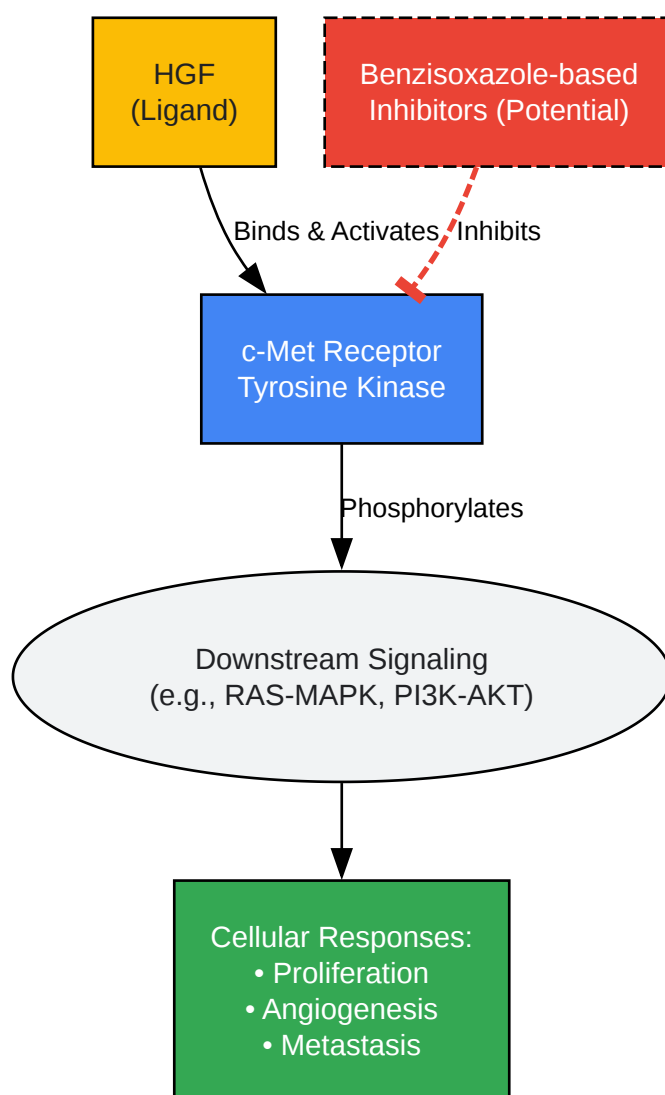 HGF
(Ligand)
Benzisoxazole-based
Inhibitors (Potential)
Binds & Activates
Inhibits
c-Met Receptor
Tyrosine Kinase
Phosphorylates
Downstream Signaling
(e.g., RAS-MAPK, PI3K-AKT)
Cellular Responses:
• Proliferation
• Angiogenesis
• Metastasis